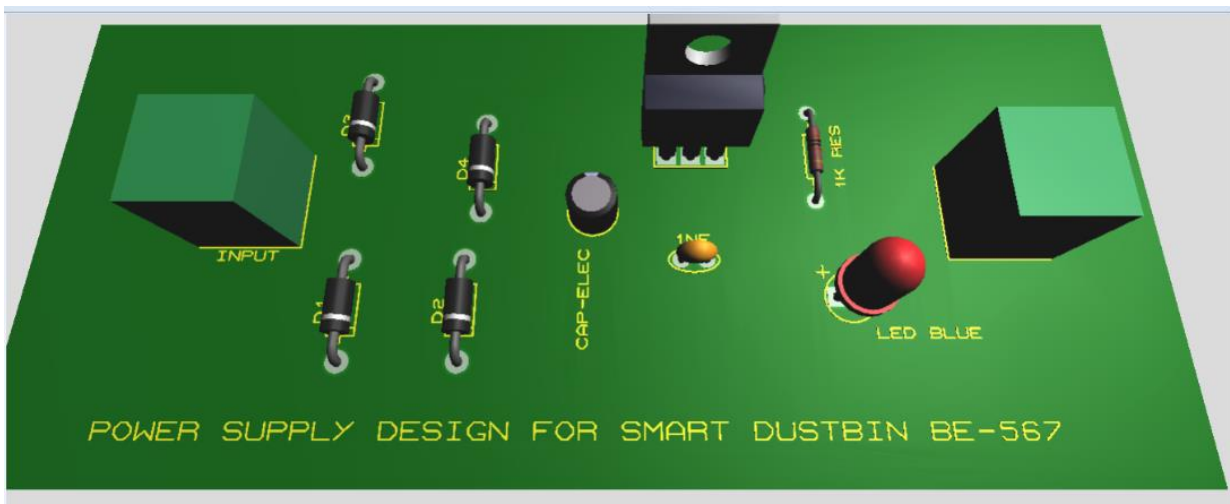 D3
D4
1K RES
1NF
INPUT
D1
D2
CAP-ELEC
+
LED BLUE
POWER SUPPLY DESIGN FOR SMART DUSTBIN BE-567